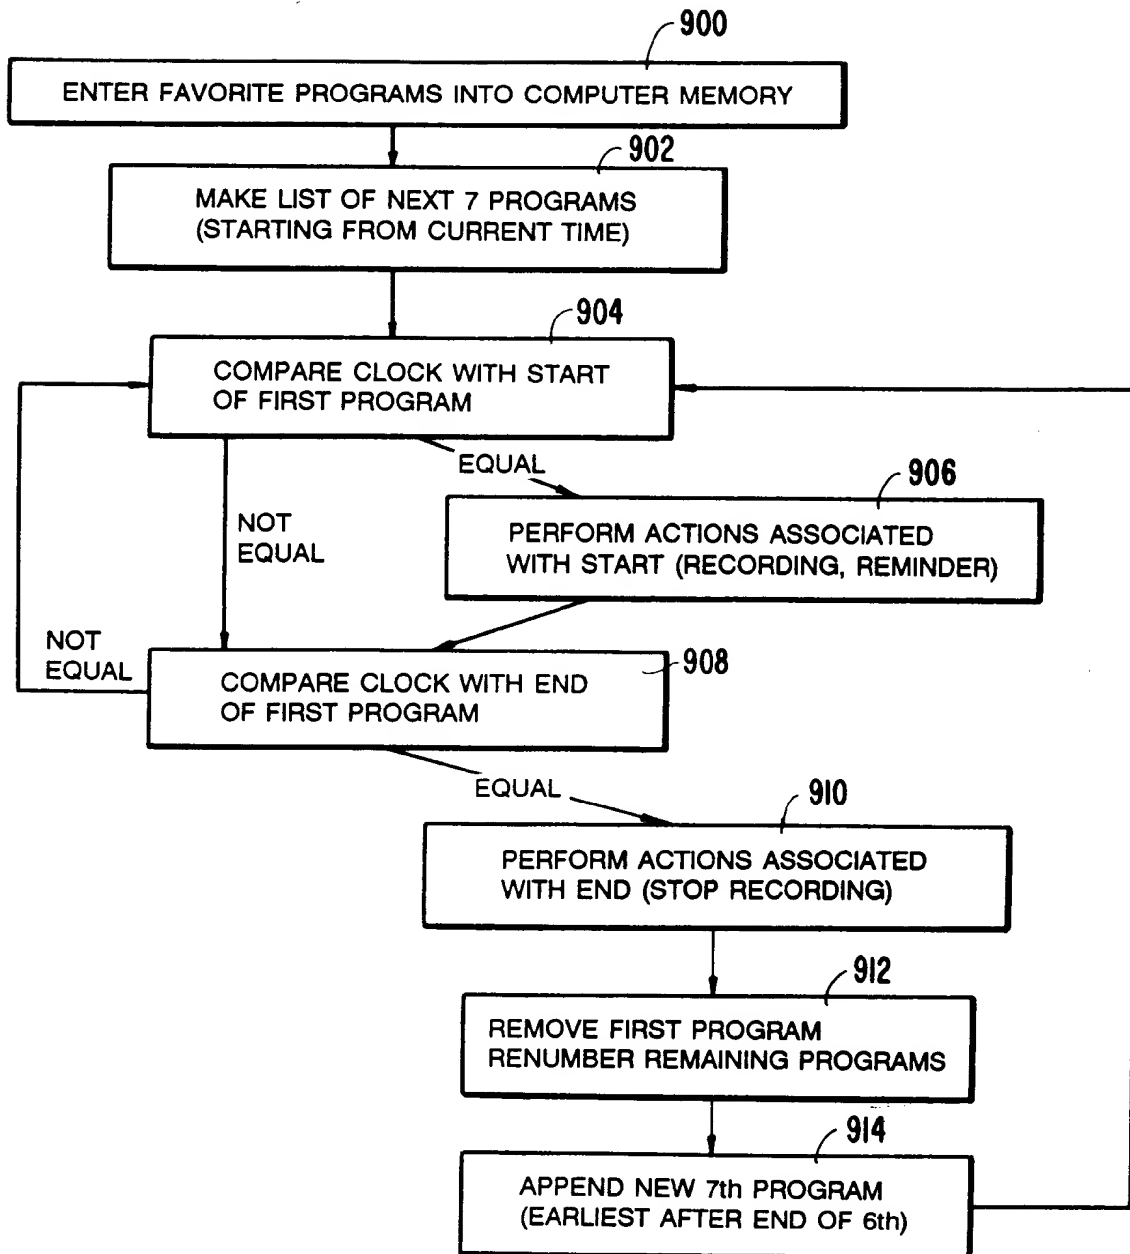 900
ENTER FAVORITE PROGRAMS INTO COMPUTER MEMORY
902
MAKE LIST OF NEXT 7 PROGRAMS
(STARTING FROM CURRENT TIME)
904
COMPARE CLOCK WITH START
OF FIRST PROGRAM
EQUAL
906
NOT
EQUAL
PERFORM ACTIONS ASSOCIATED
WITH START (RECORDING, REMINDER)
NOT
EQUAL
908
COMPARE CLOCK WITH END
OF FIRST PROGRAM
EQUAL
910
PERFORM ACTIONS ASSOCIATED
WITH END (STOP RECORDING)
912
REMOVE FIRST PROGRAM
RENUMBER REMAINING PROGRAMS
914
APPEND NEW 7th PROGRAM
(EARLIEST AFTER END OF 6th)